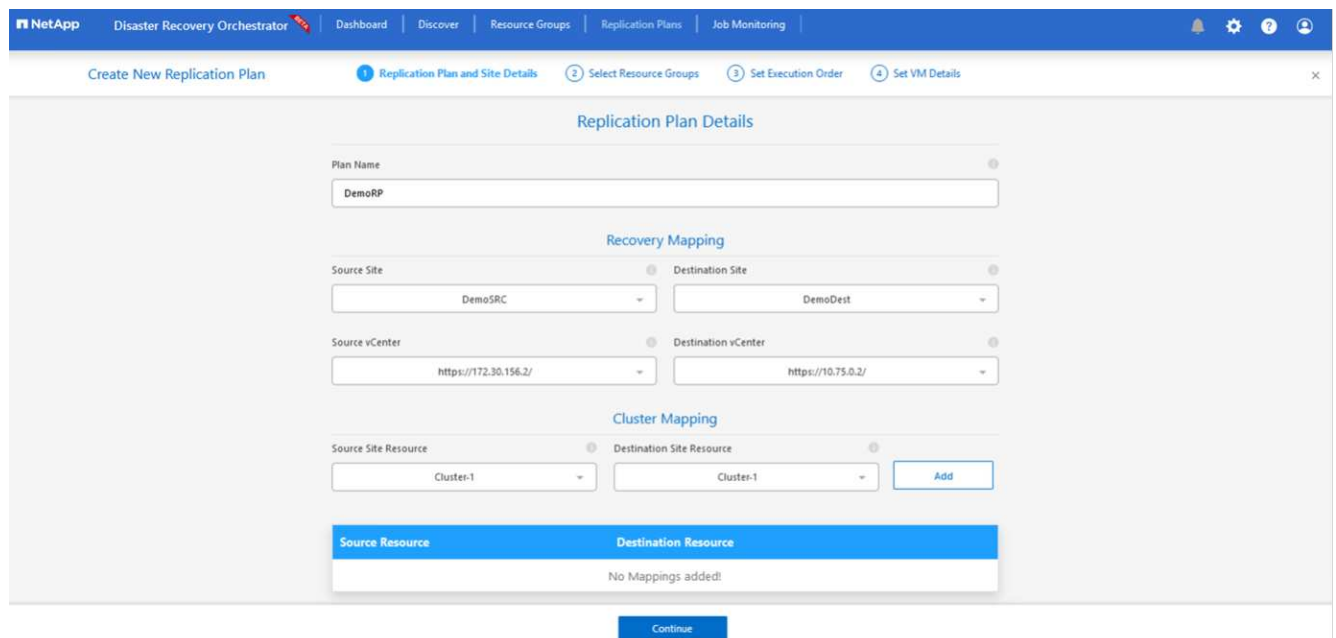 NetApp Disaster Recovery Orchestrator BETA Dashboard Discover Resource Groups Replication Plans Job Monitoring
Create New Replication Plan 1 Replication Plan and Site Details 2 Select Resource Groups 3 Set Execution Order 4 Set VM Details
Replication Plan Details
Plan Name
DemoRP
Recovery Mapping
Source Site Destination Site
DemoSRC DemoDest
Source vCenter Destination vCenter
https://172.30.156.2/ https://10.75.0.2/
Cluster Mapping
Source Site Resource Destination Site Resource
Cluster-1 Cluster-1 Add
Source Resource Destination Resource
No Mappings added!
Continue